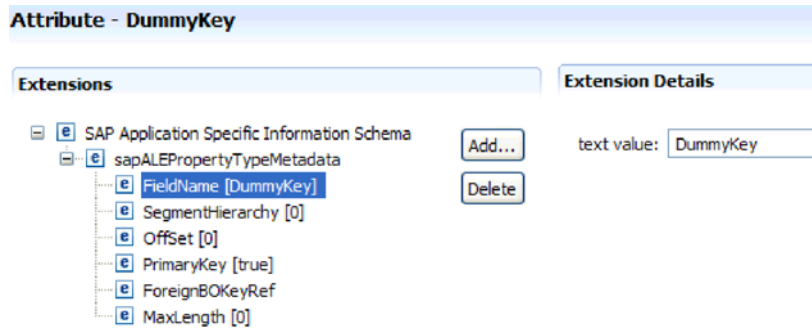 Attribute - DummyKey
Extensions
Extension Details
SAP Application Specific Information Schema
Add...
text value: DummyKey
sapALEPropertyTypeMetadata
FieldName [DummyKey]
Delete
SegmentHierarchy [0]
OffSet [0]
PrimaryKey [true]
ForeignBOKeyRef
MaxLength [0]